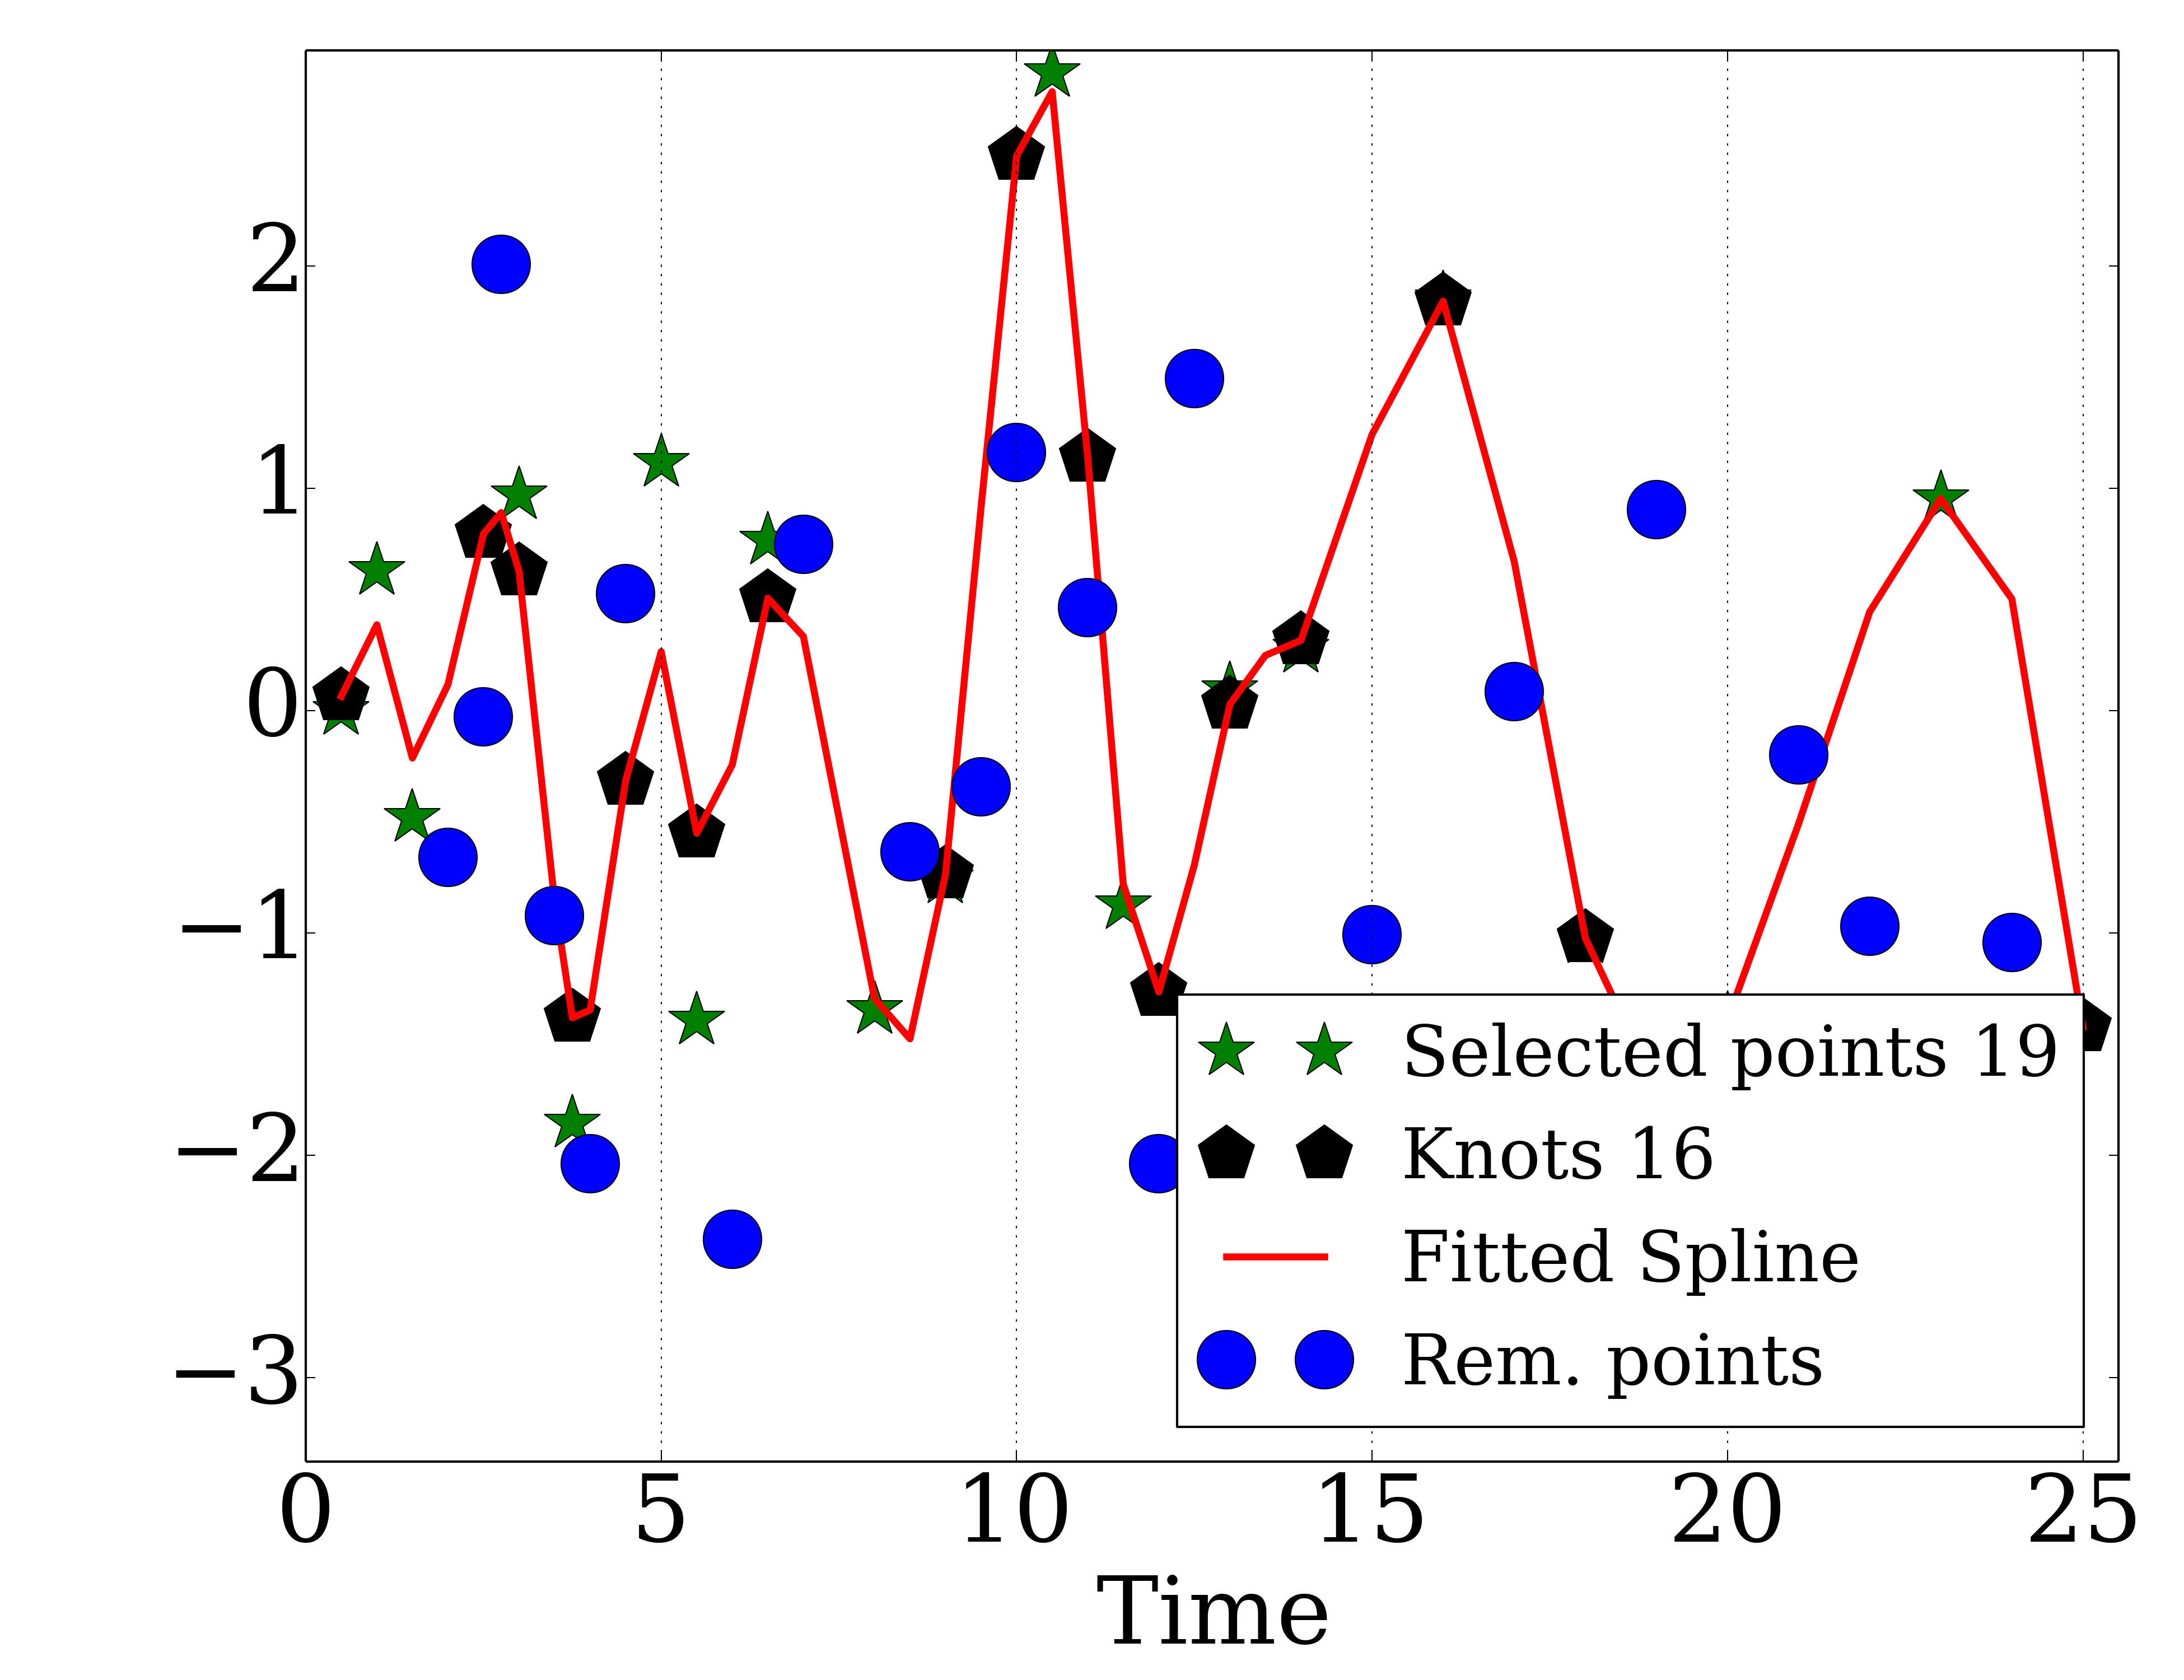 2
1
0
−1
−2
−3
0 5 10 15 20 25
Time
Selected points 19
Knots 16
Fitted Spline
Rem. points